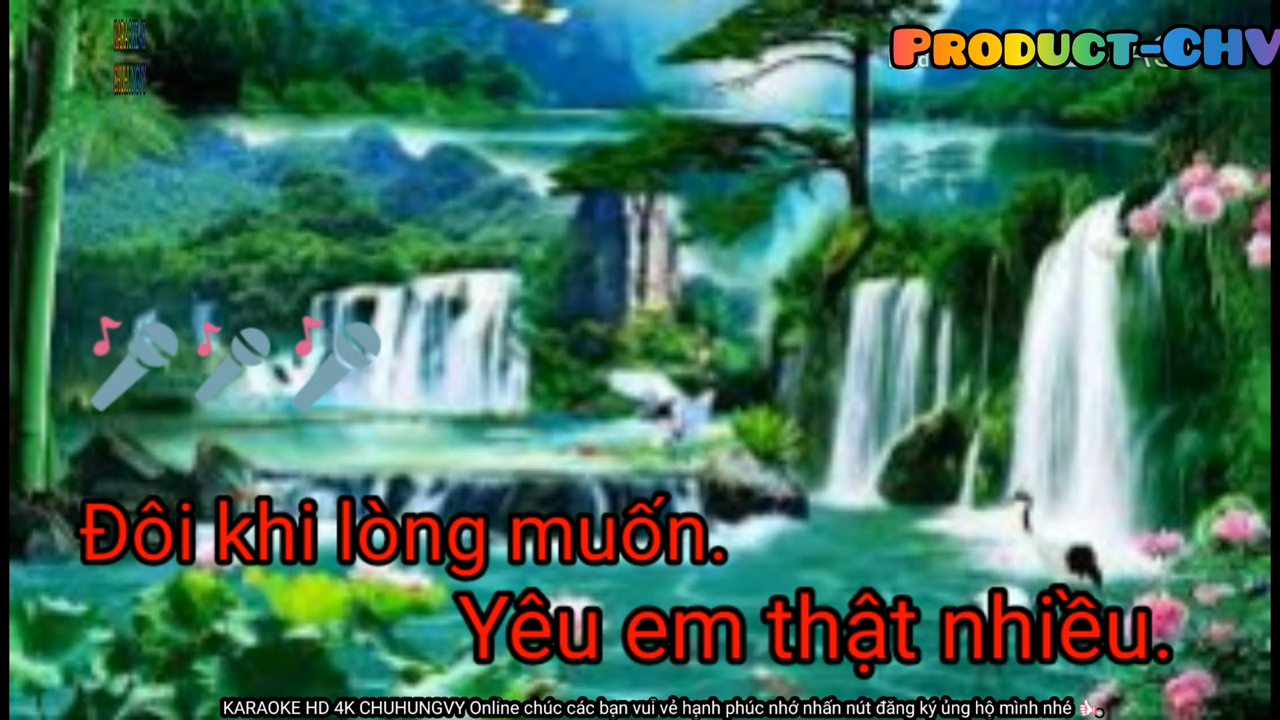 PRODUCT-CHV
Đôi khi lòng muốn.
Yêu em thật nhiều.
KARAOKE HD 4K CHUHUNGVY Online chúc các bạn vui vẻ hạnh phúc nhớ nhấn nút đăng ký ủng hộ mình nhé